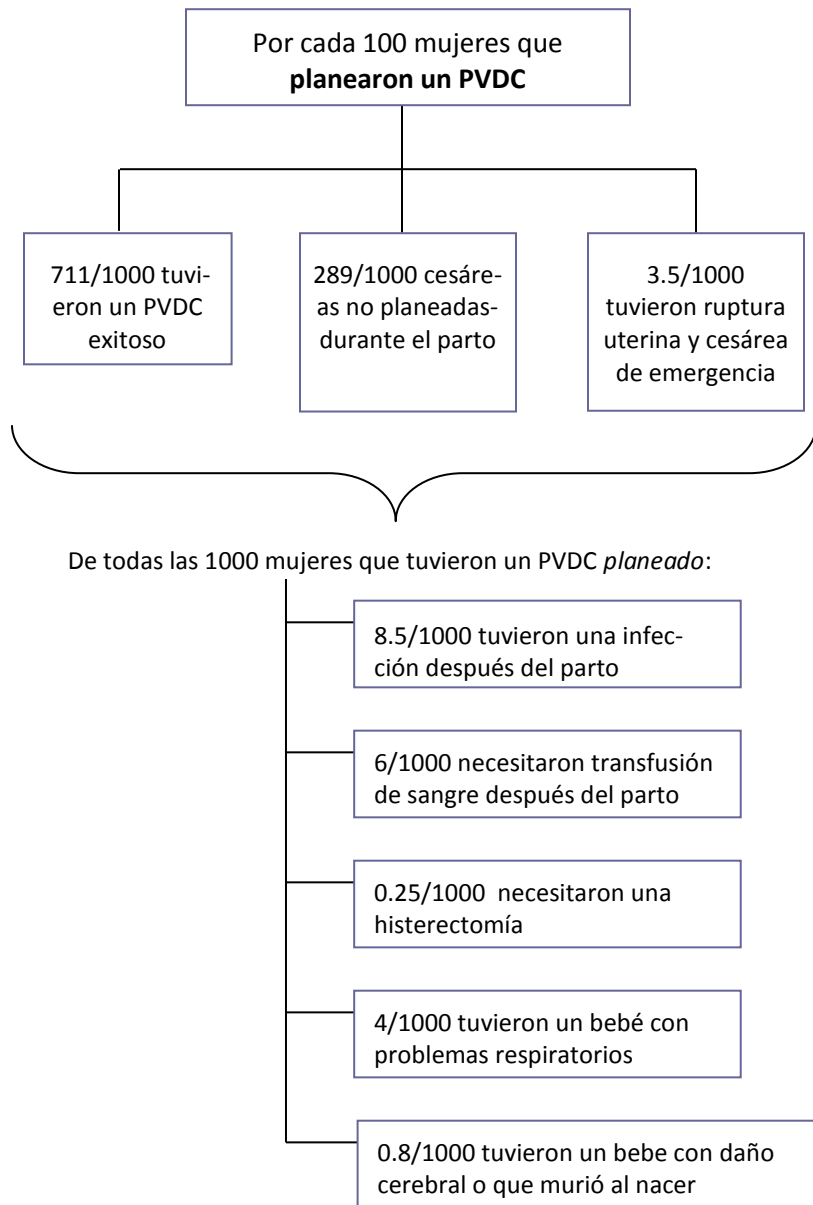 Por cada 100 mujeres que
planearon un PVDC
711/1000 tuvi-
eron un PVDC
exitoso
289/1000 cesáre-
as no planeadas-
durante el parto
3.5/1000
tuvieron ruptura
uterina y cesárea
de emergencia
De todas las 1000 mujeres que tuvieron un PVDC planeado:
8.5/1000 tuvieron una infec-
ción después del parto
6/1000 necesitaron transfusión
de sangre después del parto
0.25/1000 necesitaron una
histerectomía
4/1000 tuvieron un bebé con
problemas respiratorios
0.8/1000 tuvieron un bebe con daño
cerebral o que murió al nacer